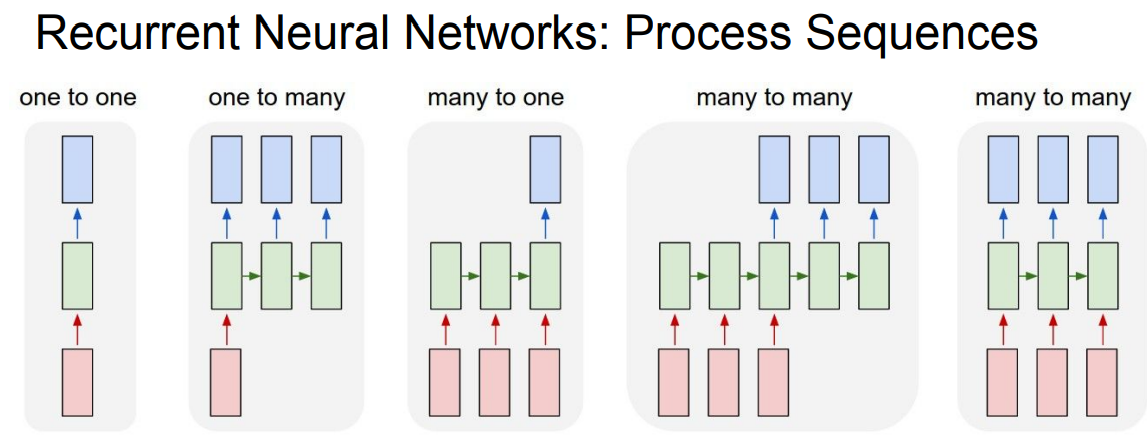 Recurrent Neural Networks: Process Sequences
one to one
one to many
many to one
many to many
many to many